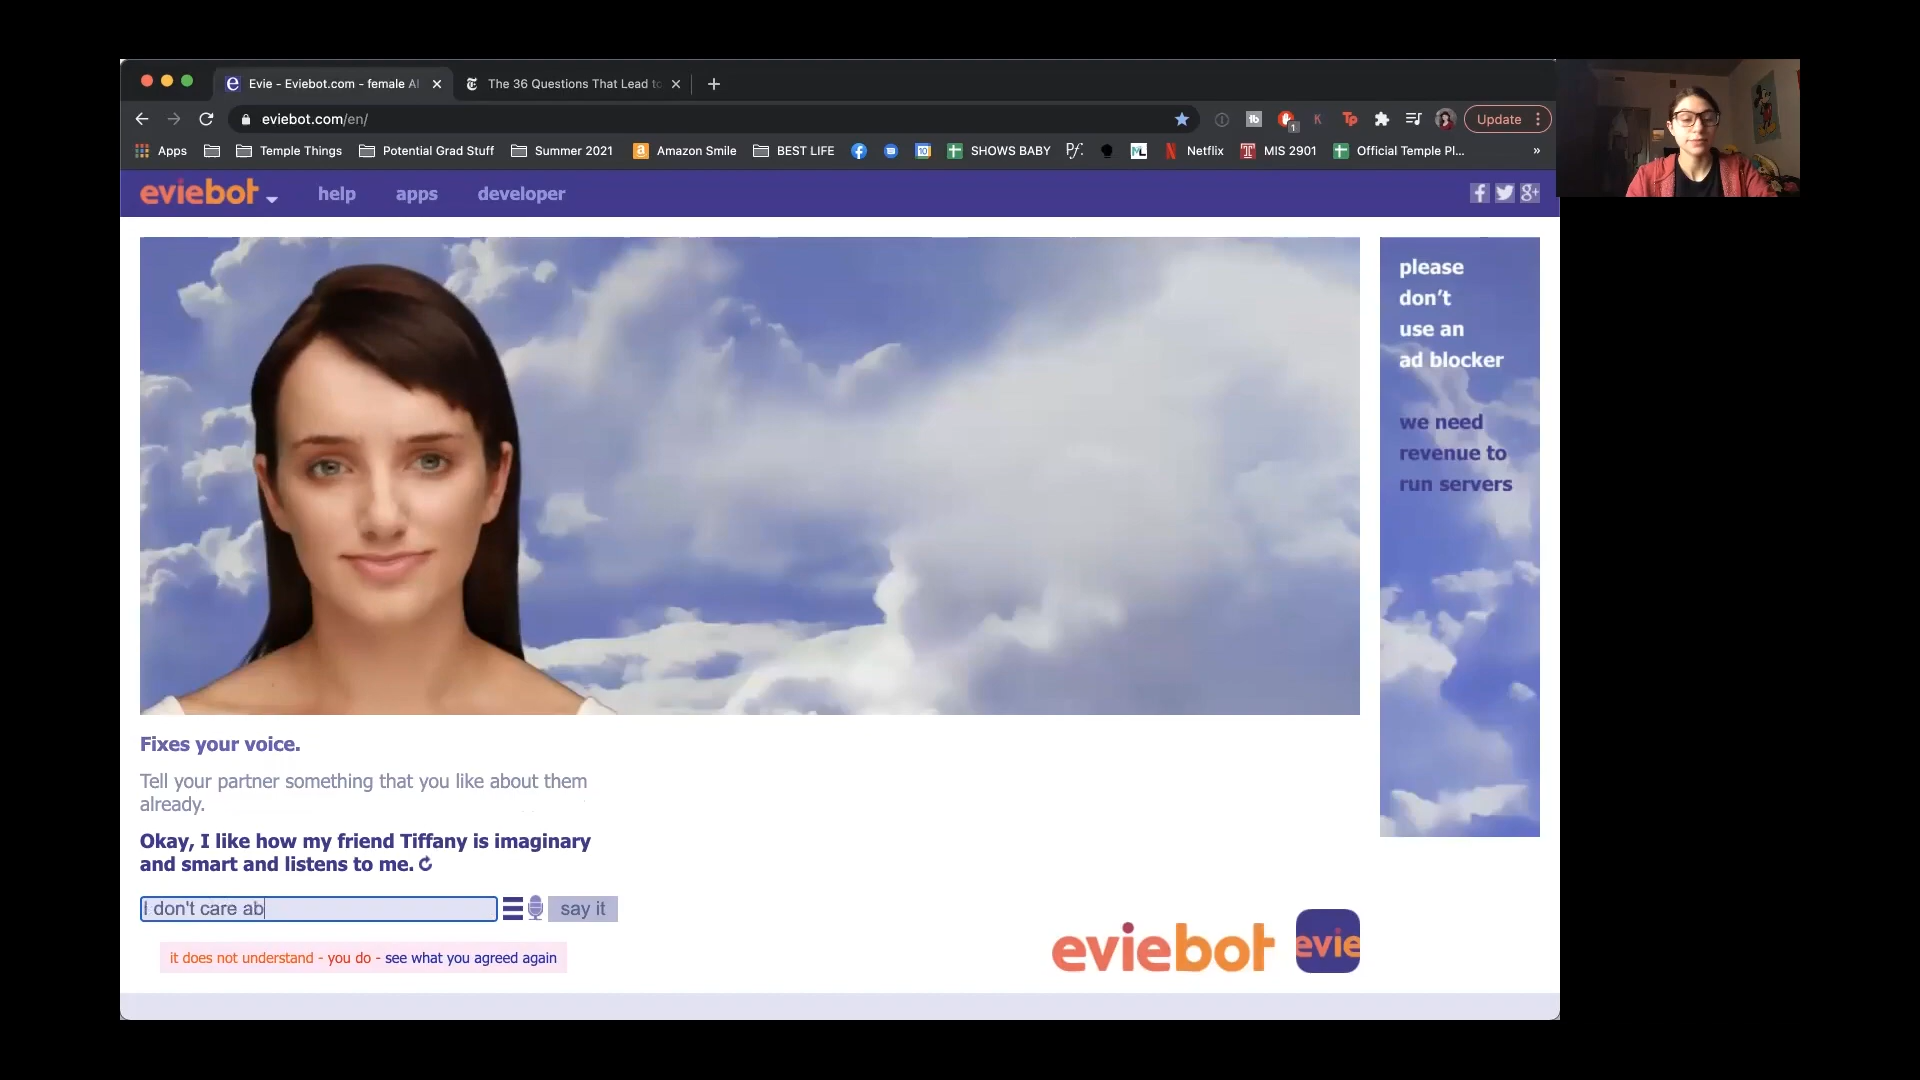 Evie - Eviebot.com - female AI
The 36 Questions That Lead to
eviebot.com/en/
Update
Apps
Temple Things
Potential Grad Stuff
Summer 2021
Amazon Smile
BEST LIFE
SHOWS BABY
Netflix
MIS 2901
Official Temple Pl...
»
eviebot
help
apps
developer
please
don't
use an
ad blocker
we need
revenue to
run servers
Fixes your voice.
Tell your partner something that you like about them
already.
Okay, I like how my friend Tiffany is imaginary
and smart and listens to me.
I don't care ab
say it
it does not understand - you do - see what you agreed again
eviebot
evie